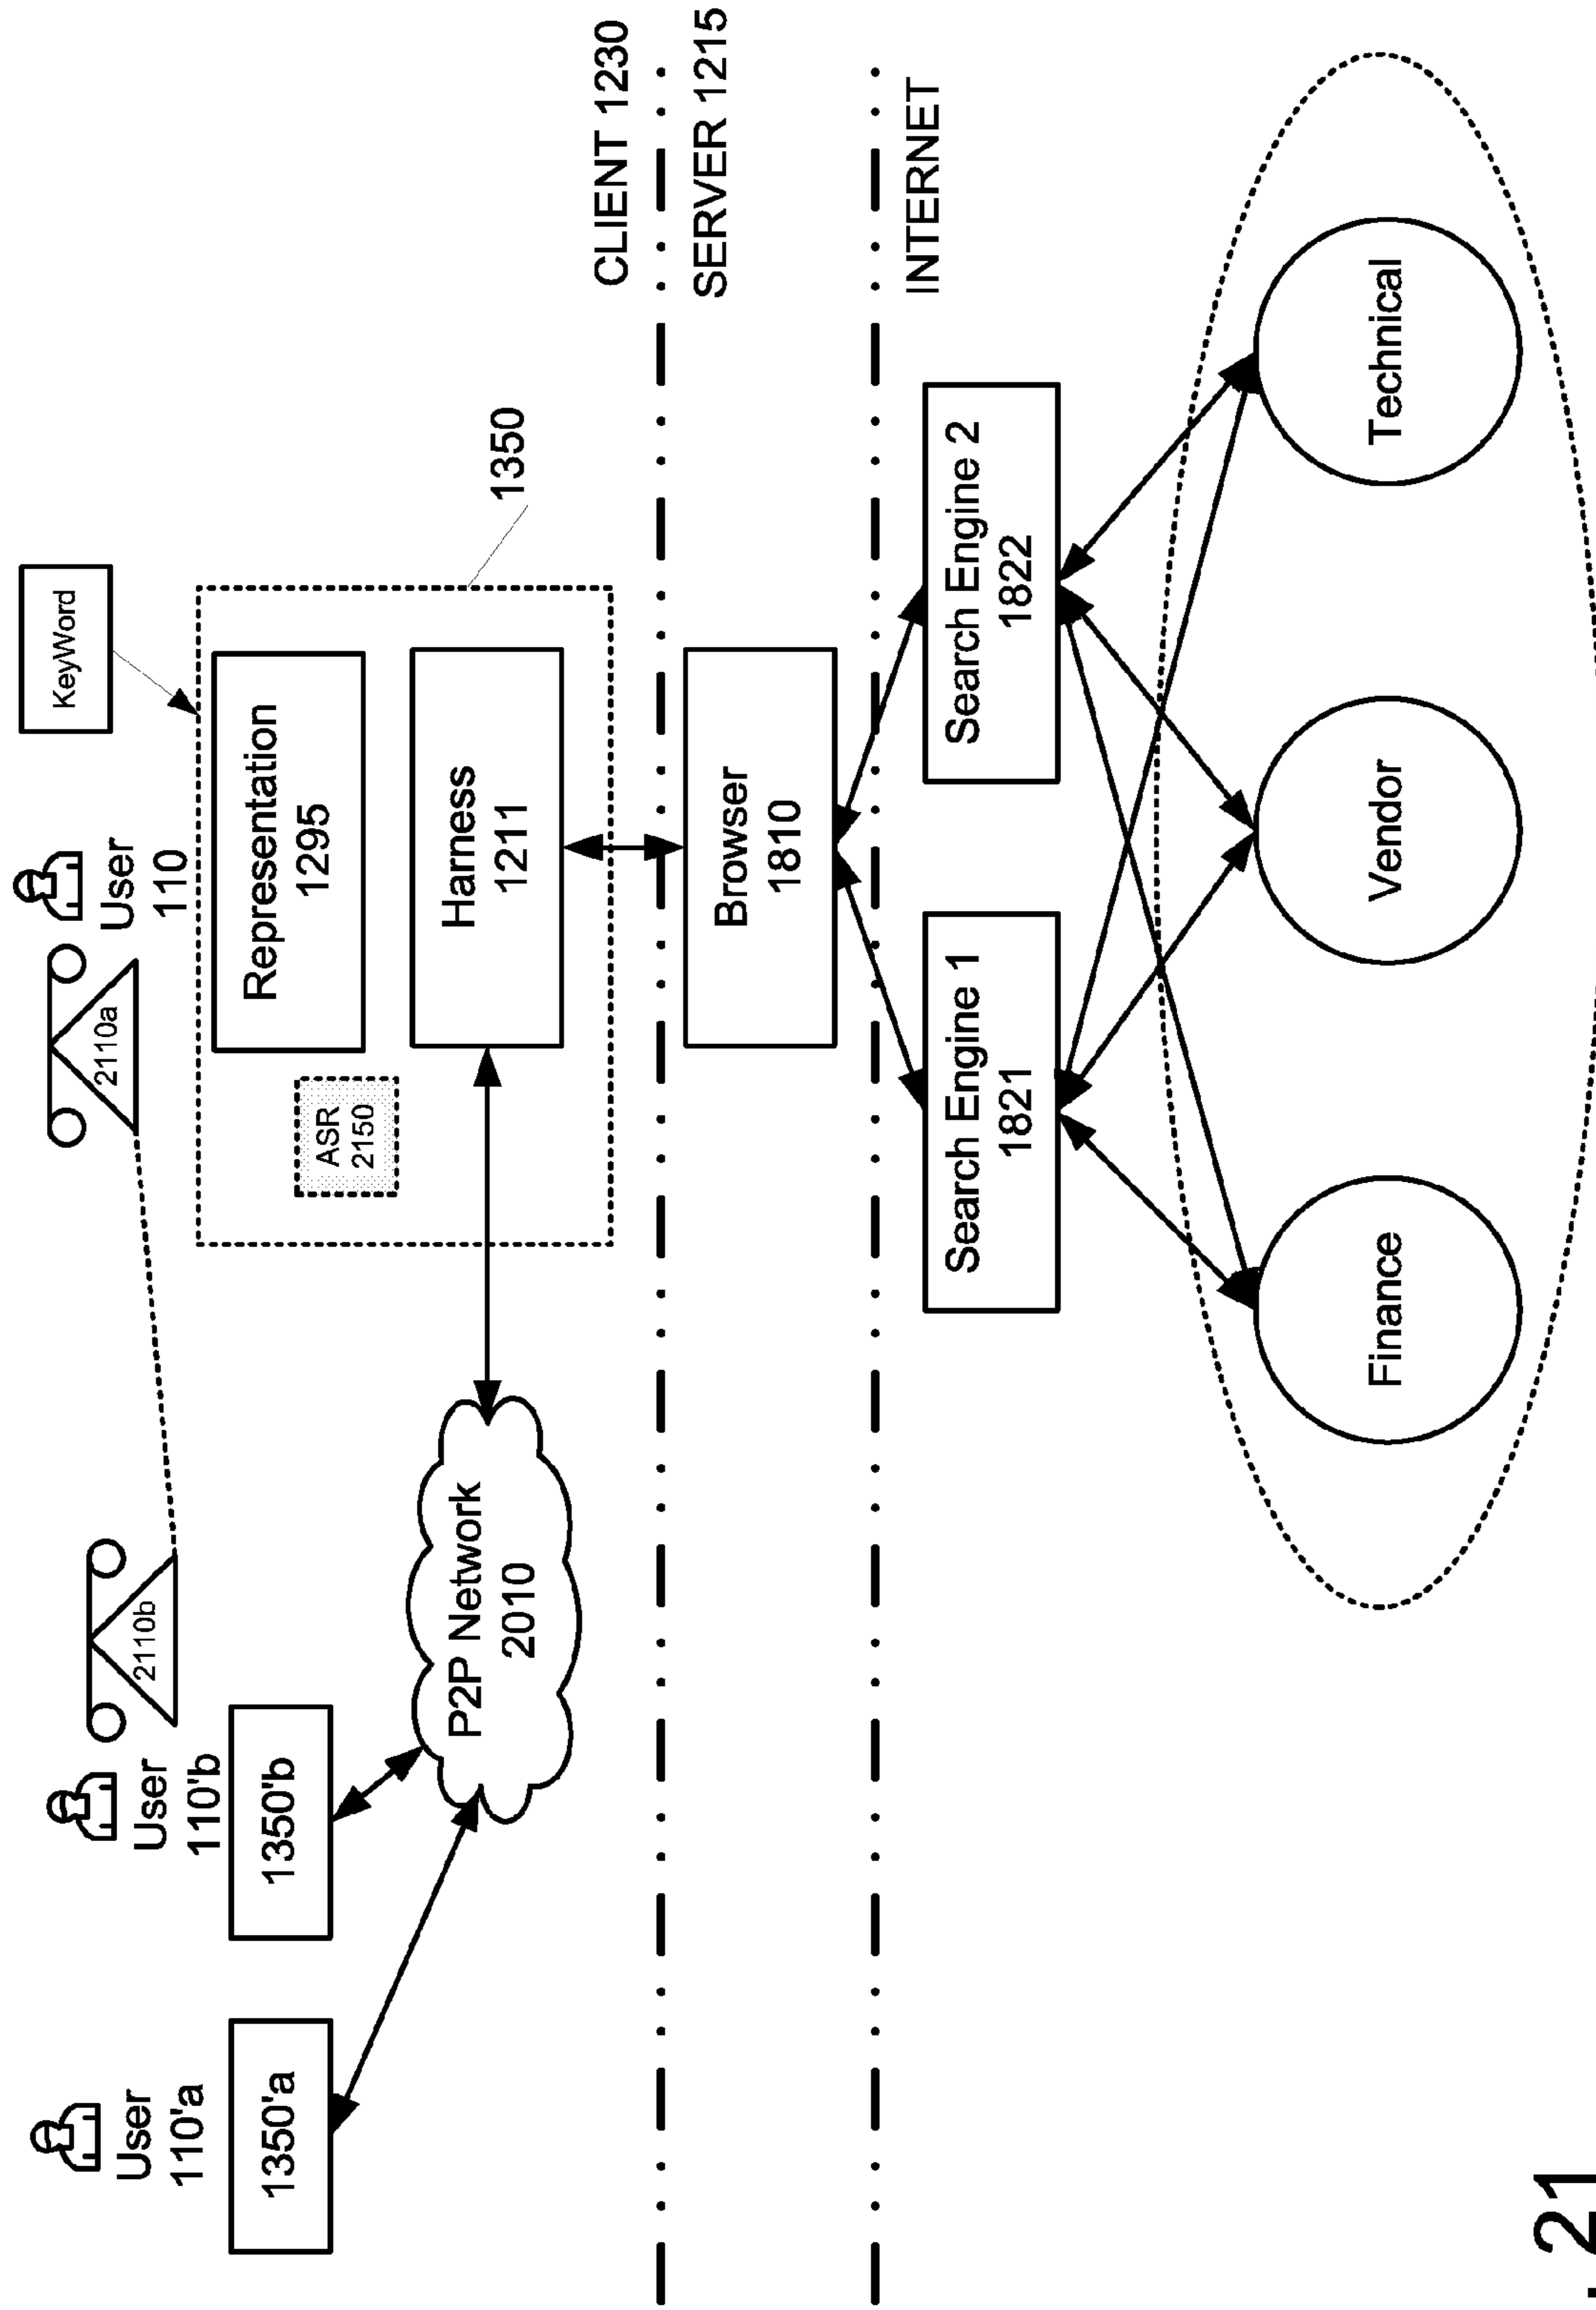 KeyWord
User
110
2110a
2110b
User
110'b
User
110'a
Representation
1295
ASR
2150
Harness
1211
1350
1350'b
1350'a
P2P Network
2010
CLIENT 1230
SERVER 1215
Browser
1810
INTERNET
Search Engine 1
1821
Search Engine 2
1822
Finance
Vendor
Technical
. 21